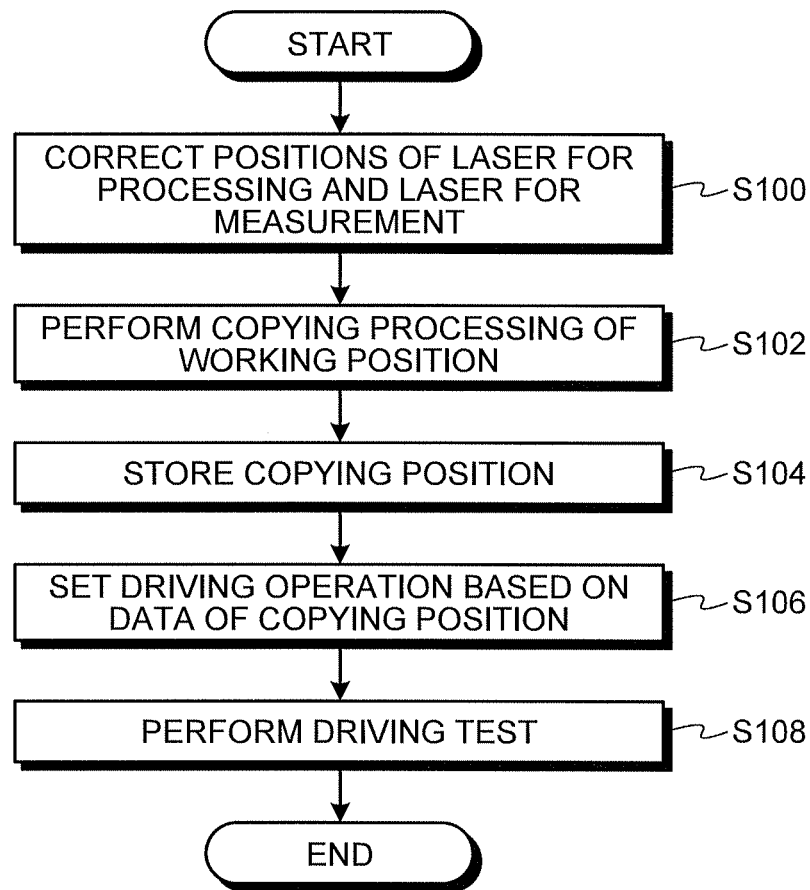 START
CORRECT POSITIONS OF LASER FOR
PROCESSING AND LASER FOR
MEASUREMENT
S100
PERFORM COPYING PROCESSING OF
WORKING POSITION
S102
STORE COPYING POSITION
S104
SET DRIVING OPERATION BASED ON
DATA OF COPYING POSITION
S106
PERFORM DRIVING TEST
S108
END